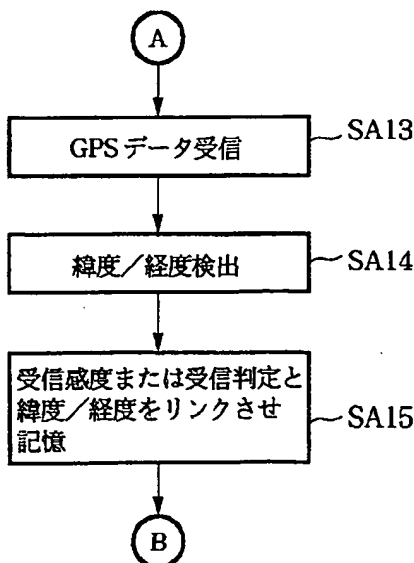 A
GPSデータ受信
SA13
緯度／経度検出
SA14
受信感度または受信判定と
緯度／経度をリンクさせ
記憶
SA15
B